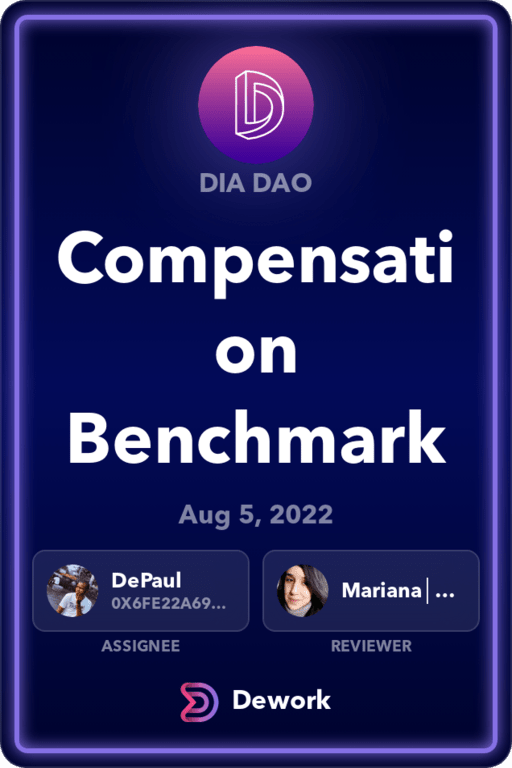 DIA DAO
Compensati
on
Benchmark
Aug 5, 2022
DePaul
0X6FE22A69...
Mariana| ...
ASSIGNEE
REVIEWER
Dework